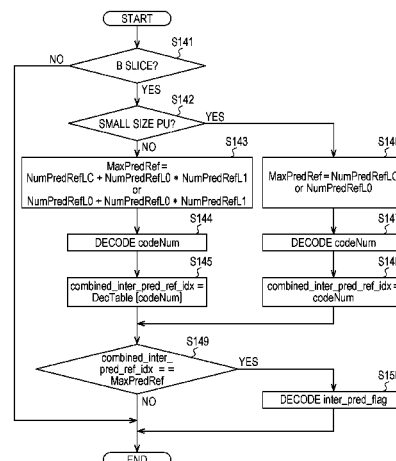 START
S141
B SLICE?
NO
YES
S142
SMALL SIZE PU?
YES
NO
S143
MaxPredRef =
NumPredRefLC + NumPredRefL0 * NumPredRefL1
or
NumPredRefL0 + NumPredRefL0 * NumPredRefL1
MaxPredRef = NumPredRefLC
or NumPredRefL0
S144
DECODE codeNum
DECODE codeNum
S145
combined_inter_pred_ref_idx =
DecTable [codeNum]
combined_inter_pred_ref_idx =
codeNum
S149
combined_inter_
pred_ref_idx = =
MaxPredRef
YES
NO
DECODE inter_pred_flag
END